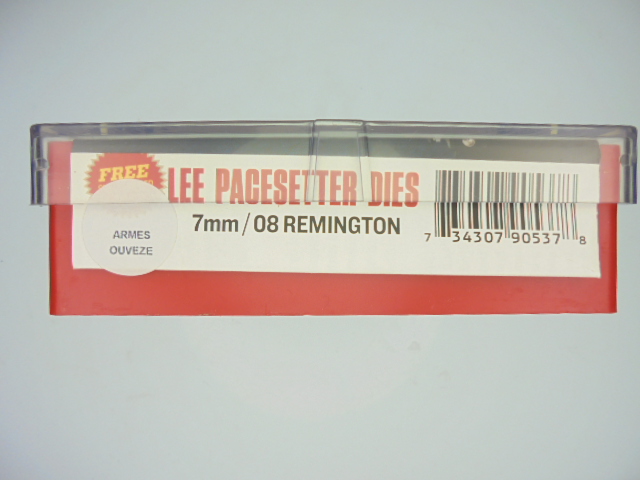 FREE
LEE PACESETTER DIES
7mm/08 REMINGTON
7 34307 90537 8
ARMES
OUVEZE